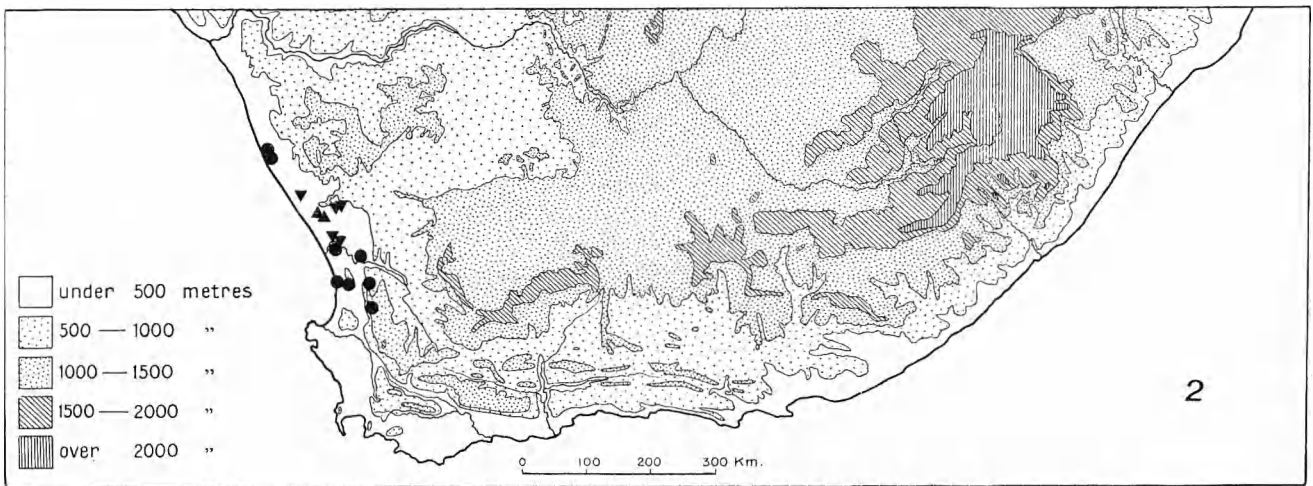 under 500 metres
500 — 1000 "
1000 — 1500 "
1500 — 2000 "
over 2000 "
0 100 200 300 Km.
2